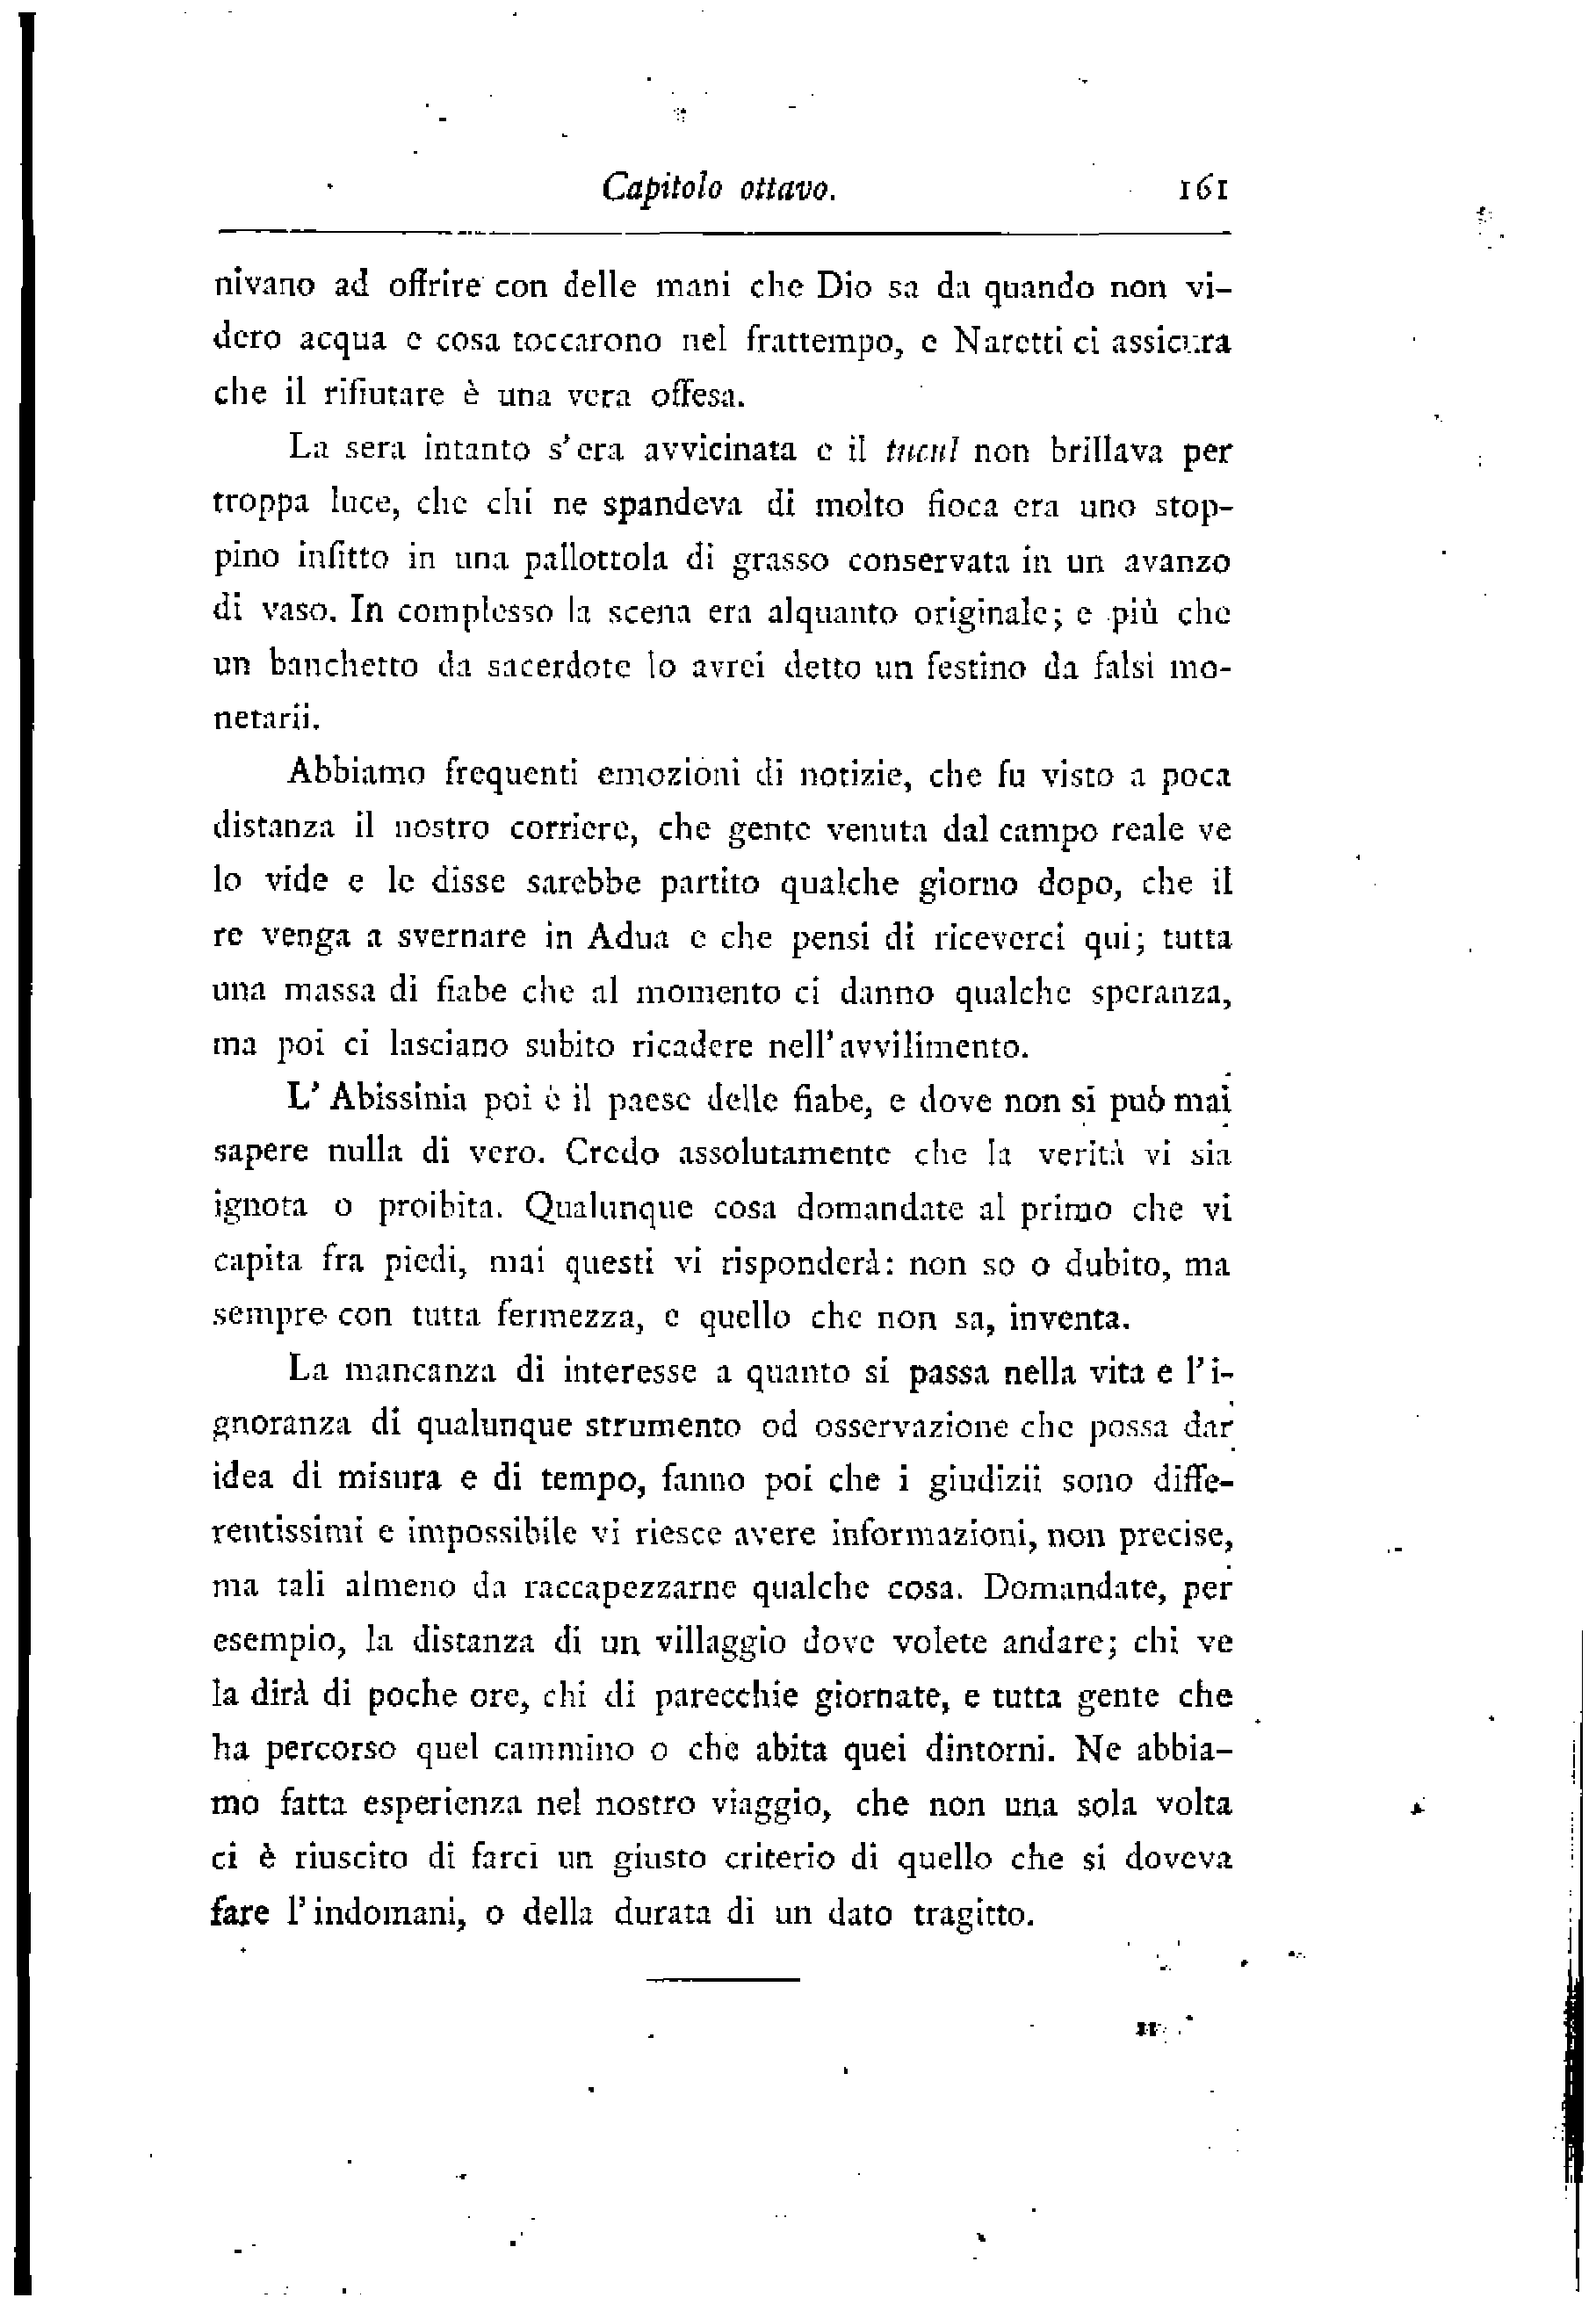 Capitolo ottavo. 161
nivano ad offrire con delle mani che Dio sa da quando non vi-
dero acqua e cosa toccarono nel frattempo, e Naretti ci assicura
che il rifiutare è una vera offesa.
La sera intanto s'era avvicinata e il tucul non brillava per
troppa luce, che chi ne spandeva di molto fioca era uno stop-
pino infitto in una pallottola di grasso conservata in un avanzo
di vaso. In complesso la scena era alquanto originale; e più che
un banchetto da sacerdote lo avrei detto un festino da falsi mo-
netarii.
Abbiamo frequenti emozioni di notizie, che fu visto a poca
distanza il nostro corriere, che gente venuta dal campo reale ve
lo vide e le disse sarebbe partito qualche giorno dopo, che il
re venga a svernare in Adua e che pensi di riceverci qui; tutta
una massa di fiabe che al momento ci danno qualche speranza,
ma poi ci lasciano subito ricadere nell'avvilimento.
L'Abissinia poi è il paese delle fiabe, e dove non si può mai
sapere nulla di vero. Credo assolutamente che la verità vi sia
ignota o proibita. Qualunque cosa domandate al primo che vi
capita fra piedi, mai questi vi risponderà: non so o dubito, ma
sempre con tutta fermezza, e quello che non sa, inventa.
La mancanza di interesse a quanto si passa nella vita e l'i-
gnoranza di qualunque strumento od osservazione che possa dar
idea di misura e di tempo, fanno poi che i giudizii sono diffe-
rentissimi e impossibile vi riesce avere informazioni, non precise,
ma tali almeno da raccapezzarne qualche cosa. Domandate, per
esempio, la distanza di un villaggio dove volete andare; chi ve
la dirà di poche ore, chi di parecchie giornate, e tutta gente che
ha percorso quel cammino o che abita quei dintorni. Ne abbia-
mo fatta esperienza nel nostro viaggio, che non una sola volta
ci è riuscito di farci un giusto criterio di quello che si doveva
fare l'indomani, o della durata di un dato tragitto.
11